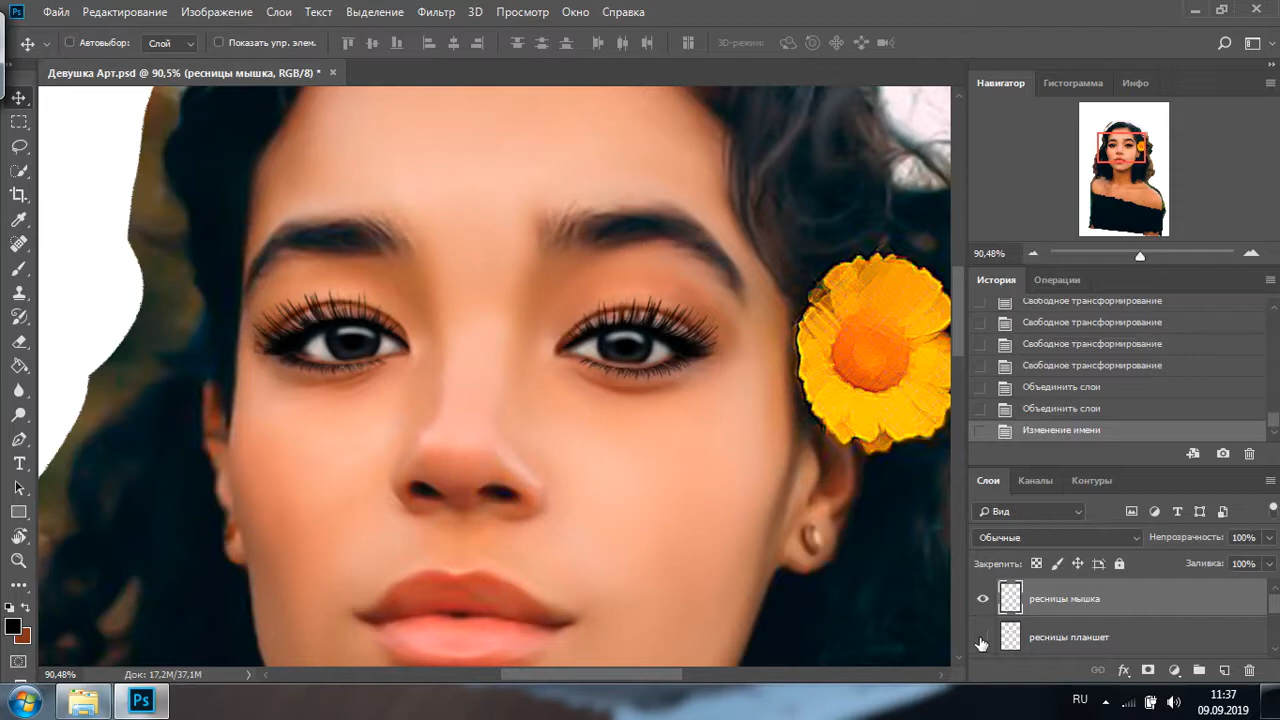 Ps Файл Редактирование Изображение Слои Текст Выделение Фильтр 3D Просмотр Окно Справка
Автовыбор: Слой Показать упр. элем. 3D-режим:
Девушка Арт.psd @ 90,5% (ресницы мышка, RGB/8) * ×
Навигатор Гистограмма Инфо
90,48%
История Операции
Свободное трансформирование
Свободное трансформирование
Свободное трансформирование
Свободное трансформирование
Объединить слои
Объединить слои
Изменение имени
Слои Каналы Контуры
Вид
Обычные Непрозрачность: 100%
Закрепить: Заливка: 100%
ресницы мышка
ресницы планшет
90,48% Док: 17,2M/37,1M
fx
Ps RU 11:37
09.09.2019